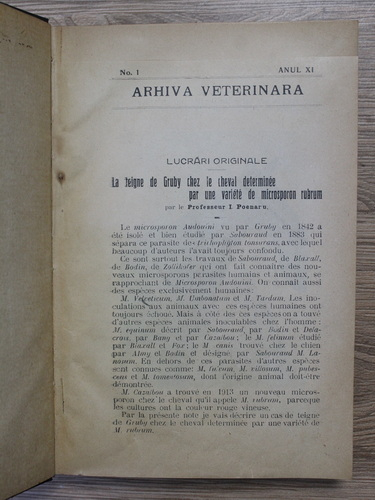 No. 1 ANUL XI
ARHIVA VETERINARA
LUCRĂRI ORIGINALE
La teigne de Gruby chez le cheval determinée
par une variété de microsporon rubrum
par le Professeur I. Poenaru.
Le microsporon Audouini vu par Gruby en 1842 a
été isolé et bien étudié par Sabouraud en 1883 qui
sépara ce parasite des trichophyton tonsurans, avec lequel
beaucoup d'auteurs l'avait toujours confondu.
Ce sont surtout les travaux de Sabouraud, de Bloxall,
de Bodin, de Zollikofer qui ont fait connaitre des nou-
veaux microsporons parasites humains et animaux, se
rapprochant de Microsporon Audouini. On connait aussi
des espèces exclusivement humaines:
M. Velveticum, M. Umbonatum et M. Tardum. Les ino-
culations aux animaux avec ces espèces humaines ont
toujours échoué. Mais à côté des ces espèces on a trouvé
d'autres espèces animales inoculables chez l'homme:
M. equinum décrit par Sabouraud, par Bodin et Dela-
croix, par Bung et par Cazalbou; le M. felinum étudié
par Bloxall et Fox; le M. canis trouvé chez le chien
par Almy et Bodin et désigné par Sabouraud M. La-
nosum. En dehors de ces parasites d'autres espèces
sont connues comme: M. fulvum, M. villosum, M. pubes-
cens et M. tomentosum, dont l'origine animal doit-être
démontrée.
M. Cazalbou a trouvé en 1913 un nouveau micros-
poron chez le cheval qu'il appele M. rubrum, parceque
les cultures ont la couleur rouge vineuse.
Par la présente note je vais décrire un cas de teigne
de Gruby chez le cheval determinée par une variété de
M. rubrum.